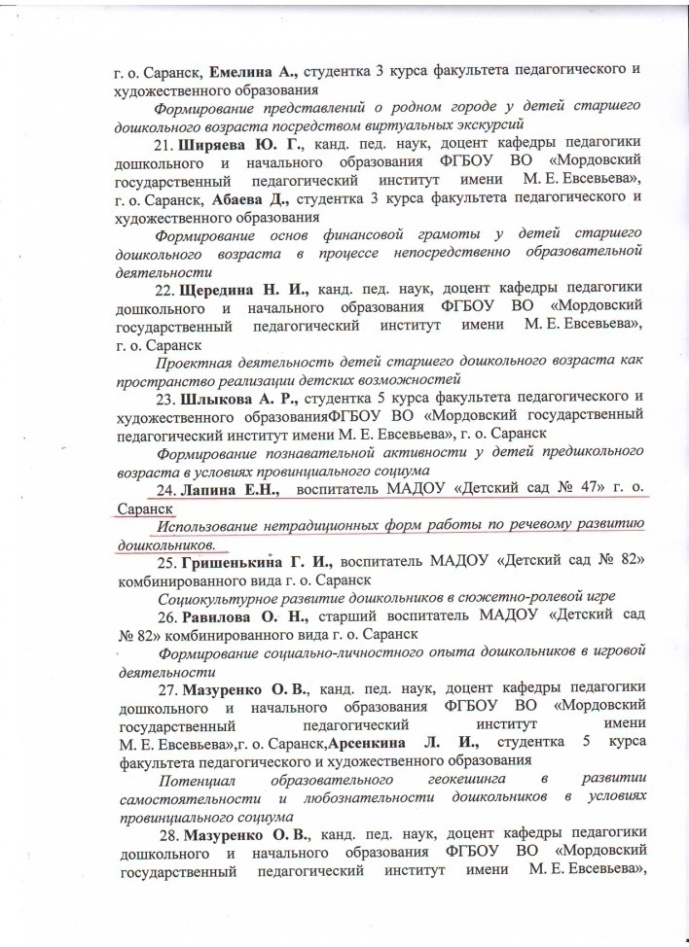 г. о. Саранск, Емелина А., студентка 3 курса факультета педагогического и
художественного образования
Формирование представлений о родном городе у детей старшего
дошкольного возраста посредством виртуальных экскурсий
21. Ширяева Ю. Г., канд. пед. наук, доцент кафедры педагогики
дошкольного и начального образования ФГБОУ ВО «Мордовский
государственный педагогический институт имени М. Е. Евсевьева»,
г. о. Саранск, Абаева Д., студентка 3 курса факультета педагогического и
художественного образования
Формирование основ финансовой грамоты у детей старшего
дошкольного возраста в процессе непосредственно образовательной
деятельности
22. Щередина Н. И., канд. пед. наук, доцент кафедры педагогики
дошкольного и начального образования ФГБОУ ВО «Мордовский
государственный педагогический институт имени М. Е. Евсевьева»,
г. о. Саранск
Проектная деятельность детей старшего дошкольного возраста как
пространство реализации детских возможностей
23. Шлыкова А. Р., студентка 5 курса факультета педагогического и
художественного образованияФГБОУ ВО «Мордовский государственный
педагогический институт имени М. Е. Евсевьева», г. о. Саранск
Формирование познавательной активности у детей предшкольного
возраста в условиях провинциального социума
24. Лапина Е.Н., воспитатель МАДОУ «Детский сад № 47» г. о.
Саранск
Использование нетрадиционных форм работы по речевому развитию
дошкольников.
25. Гришенькина Г. И., воспитатель МАДОУ «Детский сад № 82»
комбинированного вида г. о. Саранск
Социокультурное развитие дошкольников в сюжетно-ролевой игре
26. Равилова О. Н., старший воспитатель МАДОУ «Детский сад
№ 82» комбинированного вида г. о. Саранск
Формирование социально-личностного опыта дошкольников в игровой
деятельности
27. Мазуренко О. В., канд. пед. наук, доцент кафедры педагогики
дошкольного и начального образования ФГБОУ ВО «Мордовский
государственный педагогический институт имени
М. Е. Евсевьева»,г. о. Саранск,Арсенкина Л. И., студентка 5 курса
факультета педагогического и художественного образования
Потенциал образовательного геокешинга в развитии
самостоятельности и любознательности дошкольников в условиях
провинциального социума
28. Мазуренко О. В., канд. пед. наук, доцент кафедры педагогики
дошкольного и начального образования ФГБОУ ВО «Мордовский
государственный педагогический институт имени М. Е. Евсевьева»,